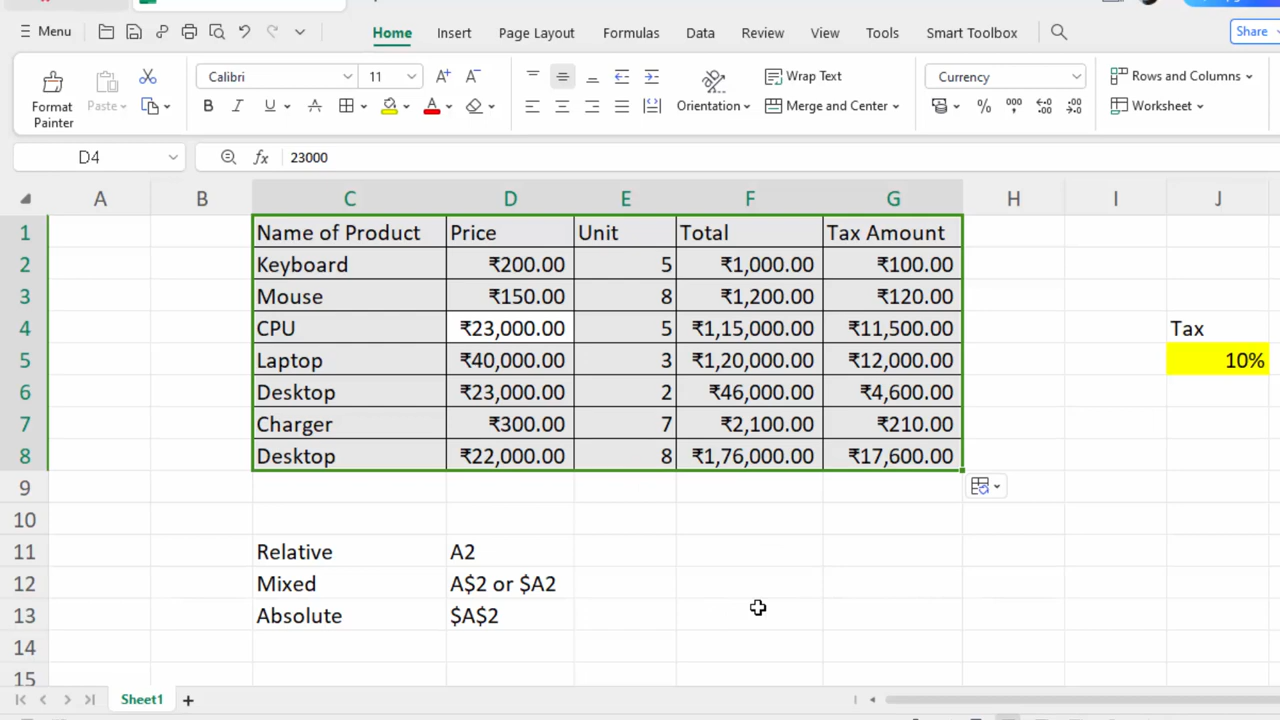 Menu Home Insert Page Layout Formulas Data Review View Tools Smart Toolbox Share
Format Painter Paste Calibri 11 A+ A- Wrap Text Currency Rows and Columns
B I U A A Orientation Merge and Center % 000 Worksheet
D4 fx 23000
A B C D E F G H I J
1 Name of Product Price Unit Total Tax Amount
2 Keyboard ₹200.00 5 ₹1,000.00 ₹100.00
3 Mouse ₹150.00 8 ₹1,200.00 ₹120.00
4 CPU ₹23,000.00 5 ₹1,15,000.00 ₹11,500.00 Tax
5 Laptop ₹40,000.00 3 ₹1,20,000.00 ₹12,000.00 10%
6 Desktop ₹23,000.00 2 ₹46,000.00 ₹4,600.00
7 Charger ₹300.00 7 ₹2,100.00 ₹210.00
8 Desktop ₹22,000.00 8 ₹1,76,000.00 ₹17,600.00
9
10
11 Relative A2
12 Mixed A$2 or $A2
13 Absolute $A$2
14
15
Sheet1 +